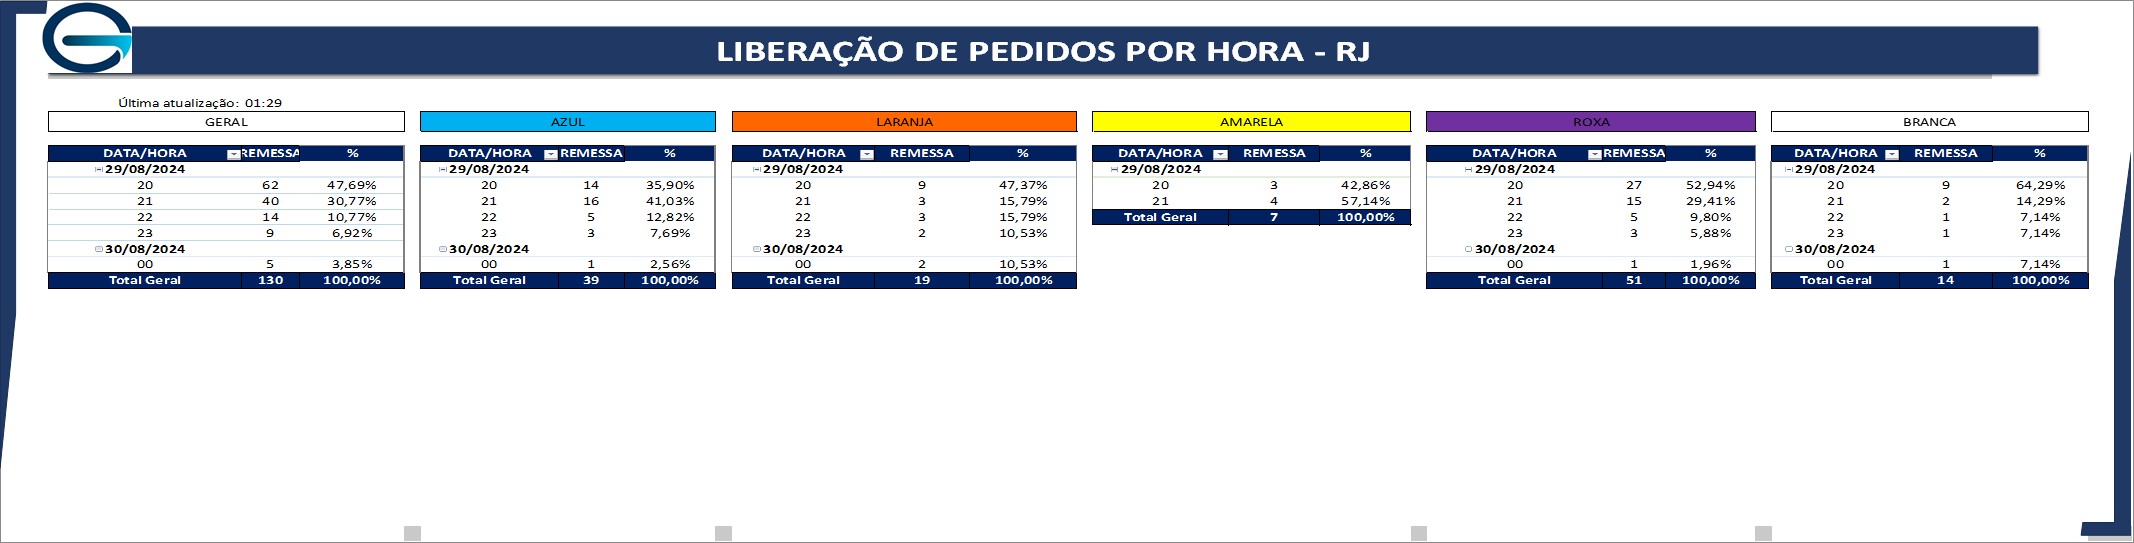 LIBERAÇÃO DE PEDIDOS POR HORA - RJ
Última atualização: 01:29
GERAL
DATA/HORA REMESSA %
29/08/2024
20 62 47,69%
21 40 30,77%
22 14 10,77%
23 9 6,92%
30/08/2024
00 5 3,85%
Total Geral 130 100,00%
AZUL
DATA/HORA REMESSA %
29/08/2024
20 14 35,90%
21 16 41,03%
22 5 12,82%
23 3 7,69%
30/08/2024
00 1 2,56%
Total Geral 39 100,00%
LARANJA
DATA/HORA REMESSA %
29/08/2024
20 9 47,37%
21 3 15,79%
22 3 15,79%
23 2 10,53%
30/08/2024
00 2 10,53%
Total Geral 19 100,00%
AMARELA
DATA/HORA REMESSA %
29/08/2024
20 3 42,86%
21 4 57,14%
Total Geral 7 100,00%
ROXA
DATA/HORA REMESSA %
29/08/2024
20 27 52,94%
21 15 29,41%
22 5 9,80%
23 3 5,88%
30/08/2024
00 1 1,96%
Total Geral 51 100,00%
BRANCA
DATA/HORA REMESSA %
29/08/2024
20 9 64,29%
21 2 14,29%
22 1 7,14%
23 1 7,14%
30/08/2024
00 1 7,14%
Total Geral 14 100,00%